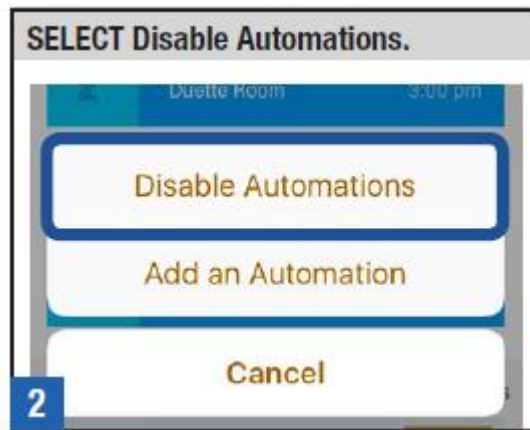 SELECT Disable Automations.
Duette Room 3:00 pm
Disable Automations
Add an Automation
Cancel
2